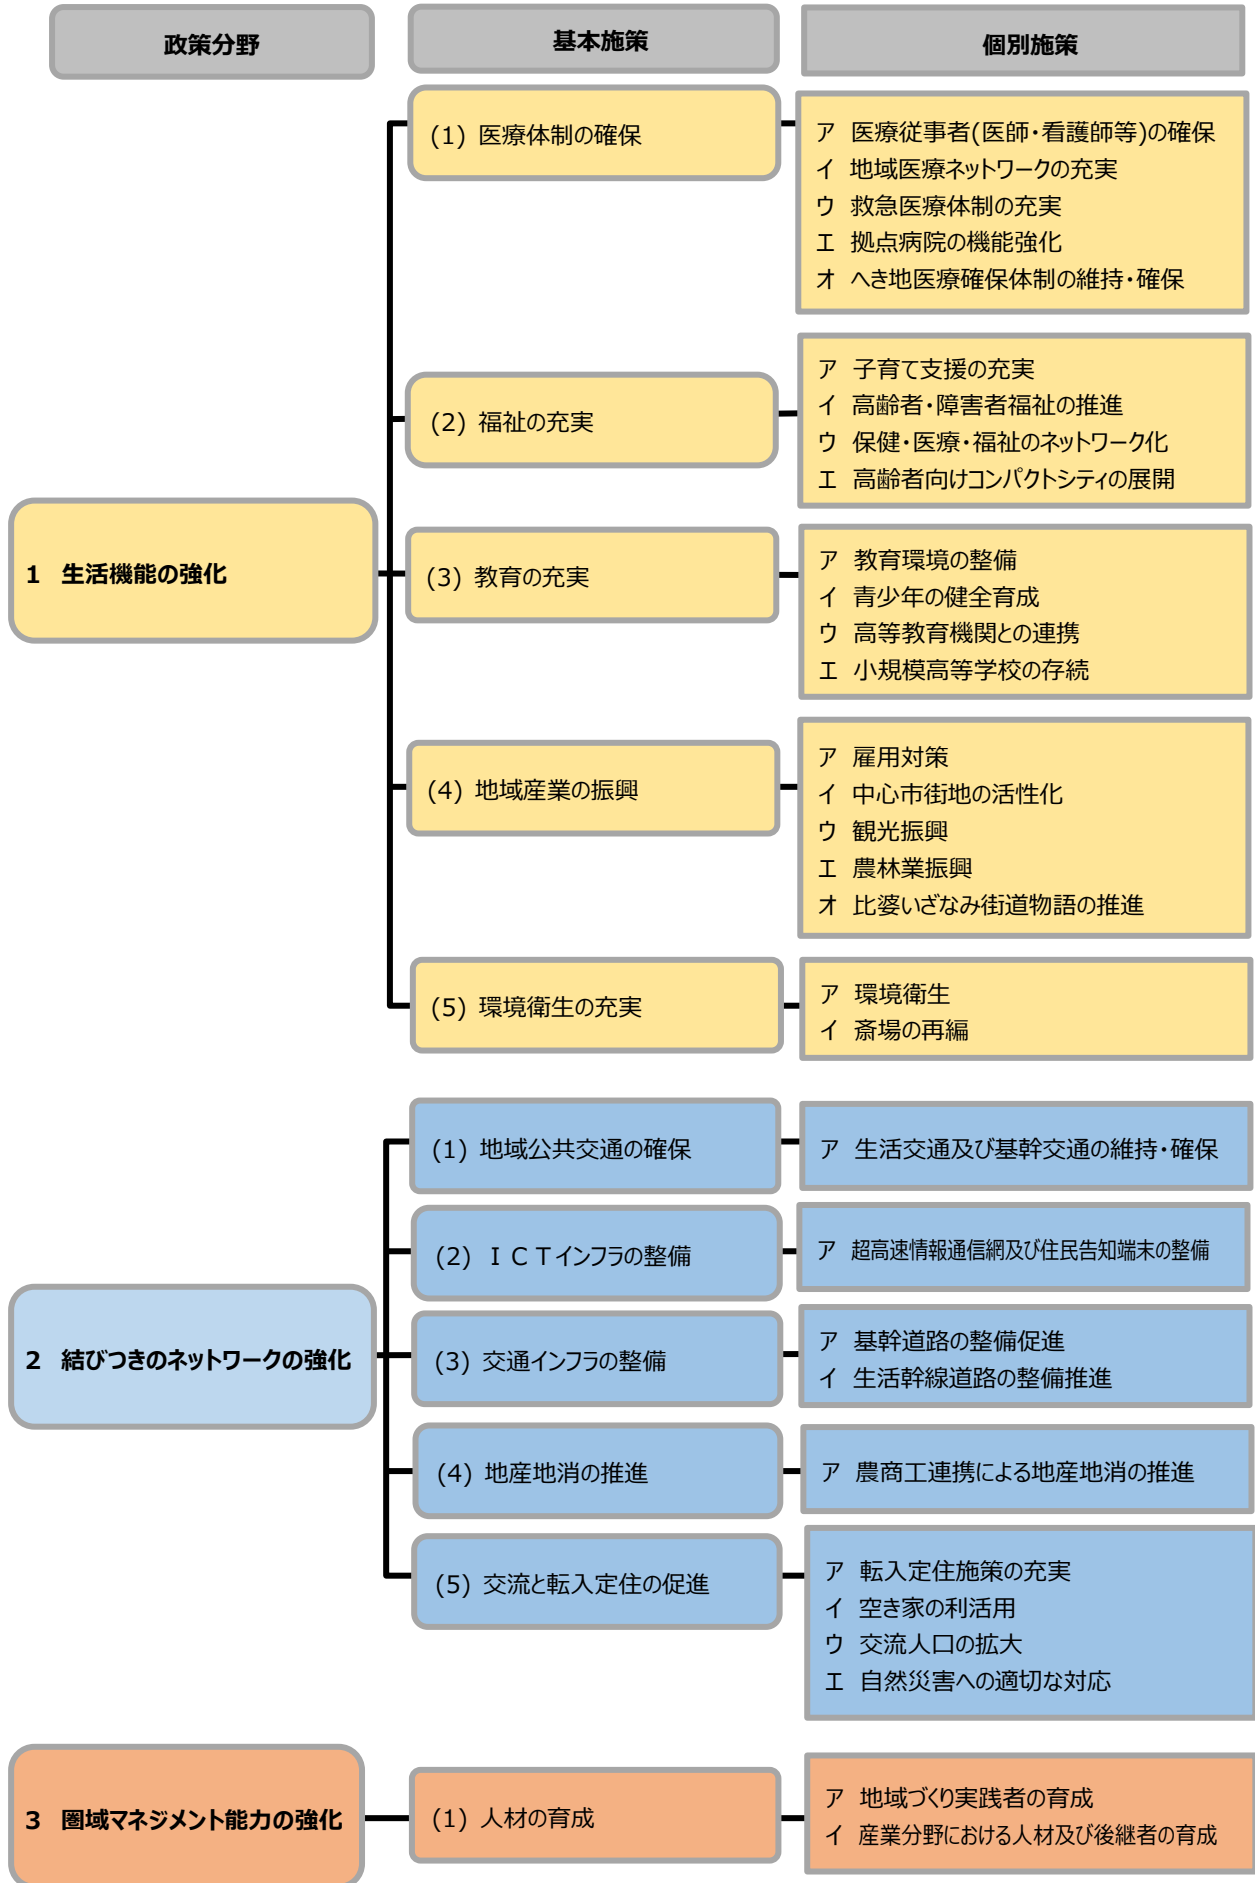 政策分野
基本施策
個別施策
1 生活機能の強化
(1) 医療体制の確保
ア 医療従事者(医師・看護師等)の確保
イ 地域医療ネットワークの充実
ウ 救急医療体制の充実
エ 拠点病院の機能強化
オ へき地医療確保体制の維持・確保
(2) 福祉の充実
ア 子育て支援の充実
イ 高齢者・障害者福祉の推進
ウ 保健・医療・福祉のネットワーク化
エ 高齢者向けコンパクトシティの展開
(3) 教育の充実
ア 教育環境の整備
イ 青少年の健全育成
ウ 高等教育機関との連携
エ 小規模高等学校の存続
(4) 地域産業の振興
ア 雇用対策
イ 中心市街地の活性化
ウ 観光振興
エ 農林業振興
オ 比婆いざなみ街道物語の推進
(5) 環境衛生の充実
ア 環境衛生
イ 斎場の再編
2 結びつきのネットワークの強化
(1) 地域公共交通の確保
ア 生活交通及び基幹交通の維持・確保
(2) ＩＣＴインフラの整備
ア 超高速情報通信網及び住民告知端末の整備
(3) 交通インフラの整備
ア 基幹道路の整備促進
イ 生活幹線道路の整備推進
(4) 地産地消の推進
ア 農商工連携による地産地消の推進
(5) 交流と転入定住の促進
ア 転入定住施策の充実
イ 空き家の利活用
ウ 交流人口の拡大
エ 自然災害への適切な対応
3 圏域マネジメント能力の強化
(1) 人材の育成
ア 地域づくり実践者の育成
イ 産業分野における人材及び後継者の育成